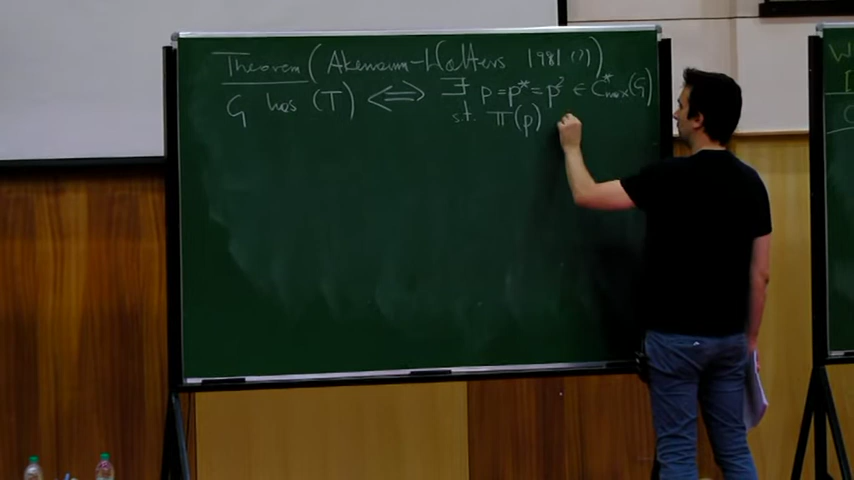 Theorem (Akemann-Walters 1981 (?))
G has (T) ⟺ ∃ p = p* = p² ∈ C*max(G)
s.t. π(p)
W